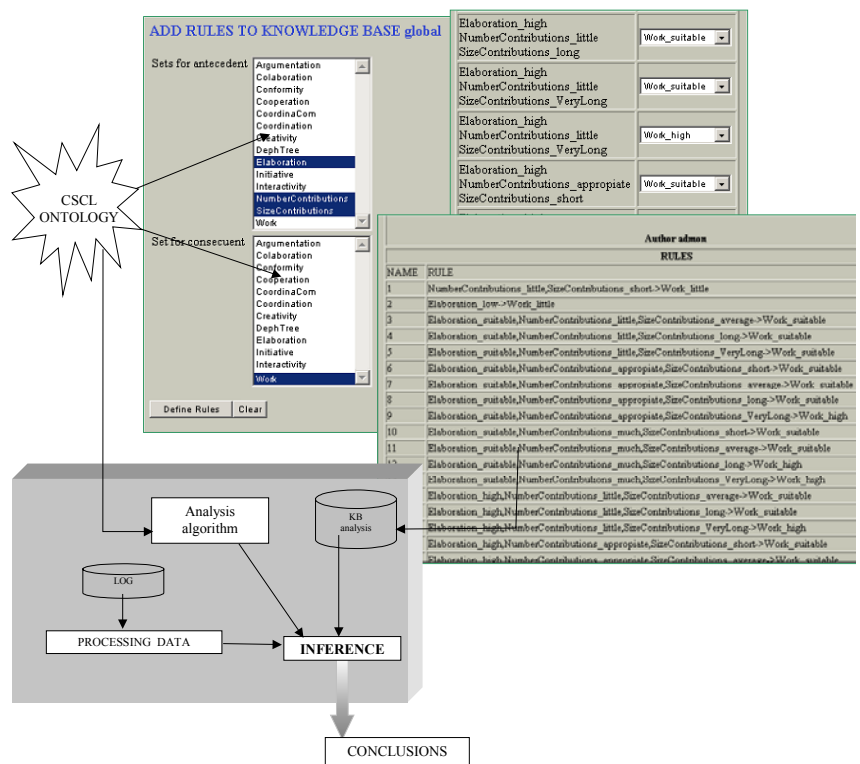 ADD RULES TO KNOWLEDGE BASE global
Sets for antecedent
Argumentation
Colaboration
Conformity
Cooperation
CoordinaCom
Coordination
Creativity
DephTree
Elaboration
Initiative
Interactivity
NumberContributions
SizeContributions
Work
Set for consecuent
Argumentation
Colaboration
Conformity
Cooperation
CoordinaCom
Coordination
Creativity
DephTree
Elaboration
Initiative
Interactivity
Work
Define Rules
Clear
CSCL
ONTOLOGY
Elaboration_high
NumberContributions_little
SizeContributions_long
Work_suitable
Elaboration_high
NumberContributions_little
SizeContributions_VeryLong
Work_suitable
Elaboration_high
NumberContributions_little
SizeContributions_VeryLong
Work_high
Elaboration_high
NumberContributions_appropiate
SizeContributions_short
Work_suitable
Author admon
RULES
NAME RULE
1 NumberContributions_little,SizeContributions_short->Work_little
2 Elaboration_low->Work_little
3 Elaboration_suitable,NumberContributions_little,SizeContributions_average->Work_suitable
4 Elaboration_suitable,NumberContributions_little,SizeContributions_long->Work_suitable
5 Elaboration_suitable,NumberContributions_little,SizeContributions_VeryLong->Work_suitable
6 Elaboration_suitable,NumberContributions_appropiate,SizeContributions_short->Work_suitable
7 Elaboration_suitable,NumberContributions_appropiate,SizeContributions_average->Work_suitable
8 Elaboration_suitable,NumberContributions_appropiate,SizeContributions_long->Work_suitable
9 Elaboration_suitable,NumberContributions_appropiate,SizeContributions_VeryLong->Work_high
10 Elaboration_suitable,NumberContributions_much,SizeContributions_short->Work_suitable
11 Elaboration_suitable,NumberContributions_much,SizeContributions_average->Work_suitable
12 Elaboration_suitable,NumberContributions_much,SizeContributions_long->Work_high
Elaboration_suitable,NumberContributions_much,SizeContributions_VeryLong->Work_high
Elaboration_high,NumberContributions_little,SizeContributions_average->Work_suitable
Elaboration_high,NumberContributions_little,SizeContributions_long->Work_suitable
Elaboration_high,NumberContributions_little,SizeContributions_VeryLong->Work_high
Elaboration_high,NumberContributions_appropiate,SizeContributions_short->Work_suitable
Elaboration_high,NumberContributions_appropiate,SizeContributions_average->Work_suitable
Analysis
algorithm
KB
analysis
LOG
PROCESSING DATA
INFERENCE
CONCLUSIONS